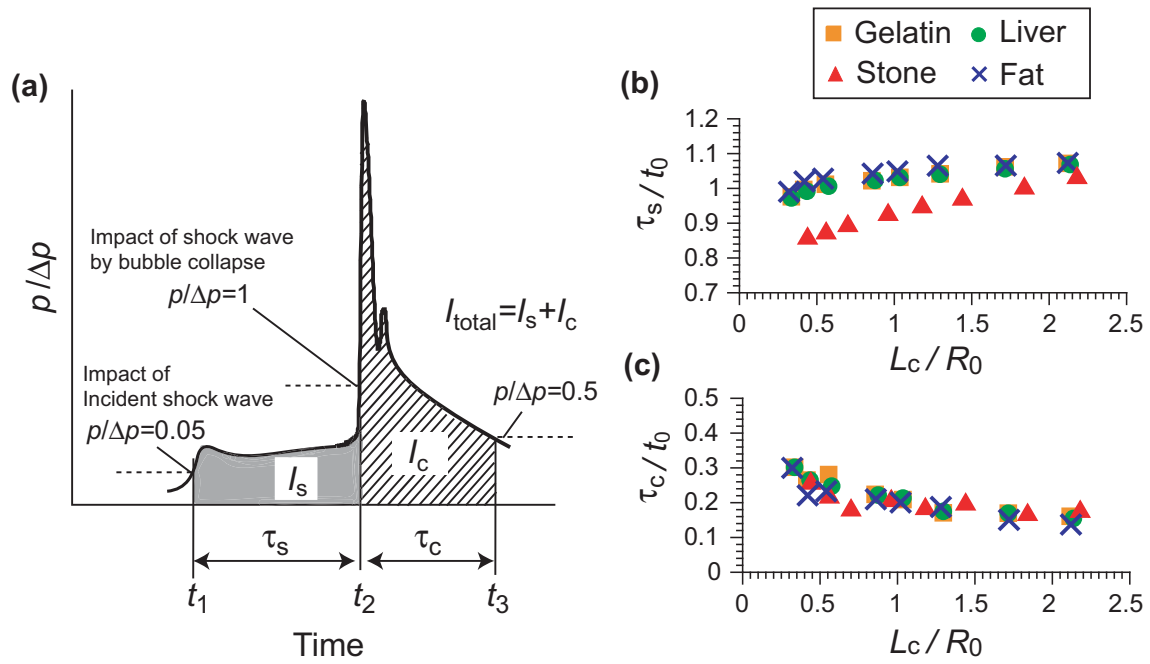 (a)
p/Δp
Impact of shock wave
by bubble collapse
p/Δp=1
I_total=I_s+I_c
Impact of
Incident shock wave
p/Δp=0.05
p/Δp=0.5
I_s
I_c
τ_s
τ_c
t_1
t_2
t_3
Time
Gelatin
Liver
Stone
Fat
(b)
τ_s/t_0
1.2
1.1
1
0.9
0.8
0.7
0
0.5
1
1.5
2
2.5
L_c/R_0
(c)
τ_c/t_0
0.5
0.4
0.3
0.2
0.1
0
0
0.5
1
1.5
2
2.5
L_c/R_0